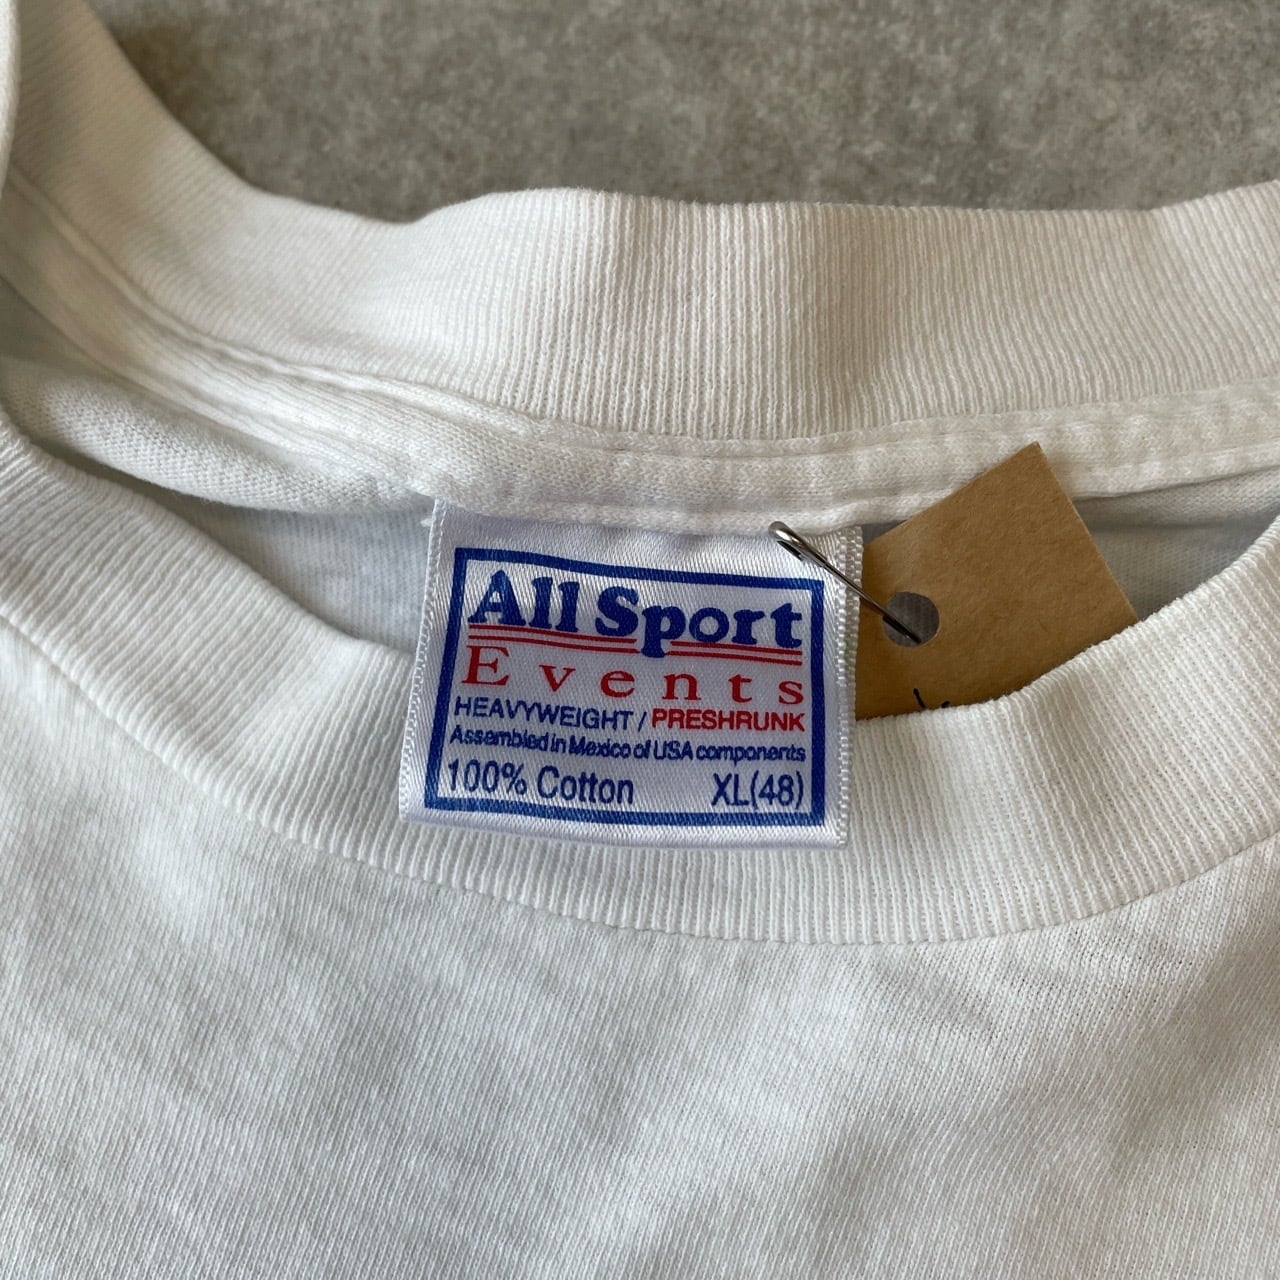 All Sport
Events
HEAVYWEIGHT / PRESHRUNK
Assembled in Mexico of USA components
100% Cotton XL(48)